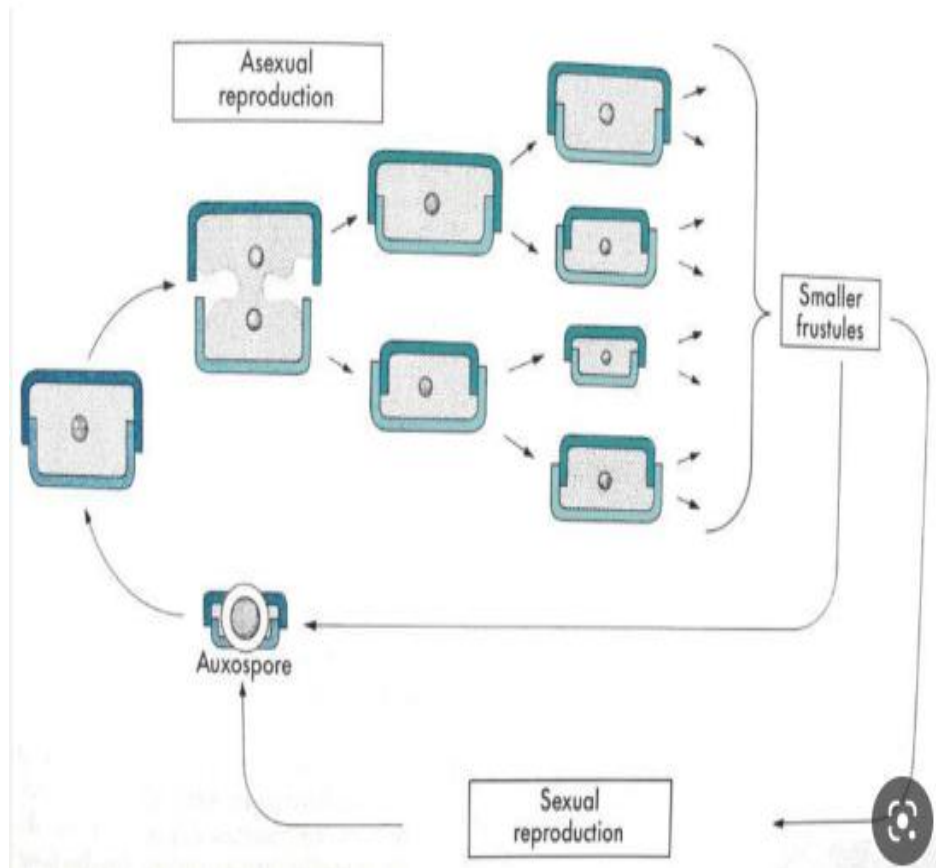 Asexual
reproduction
Smaller
frustules
Auxospore
Sexual
reproduction